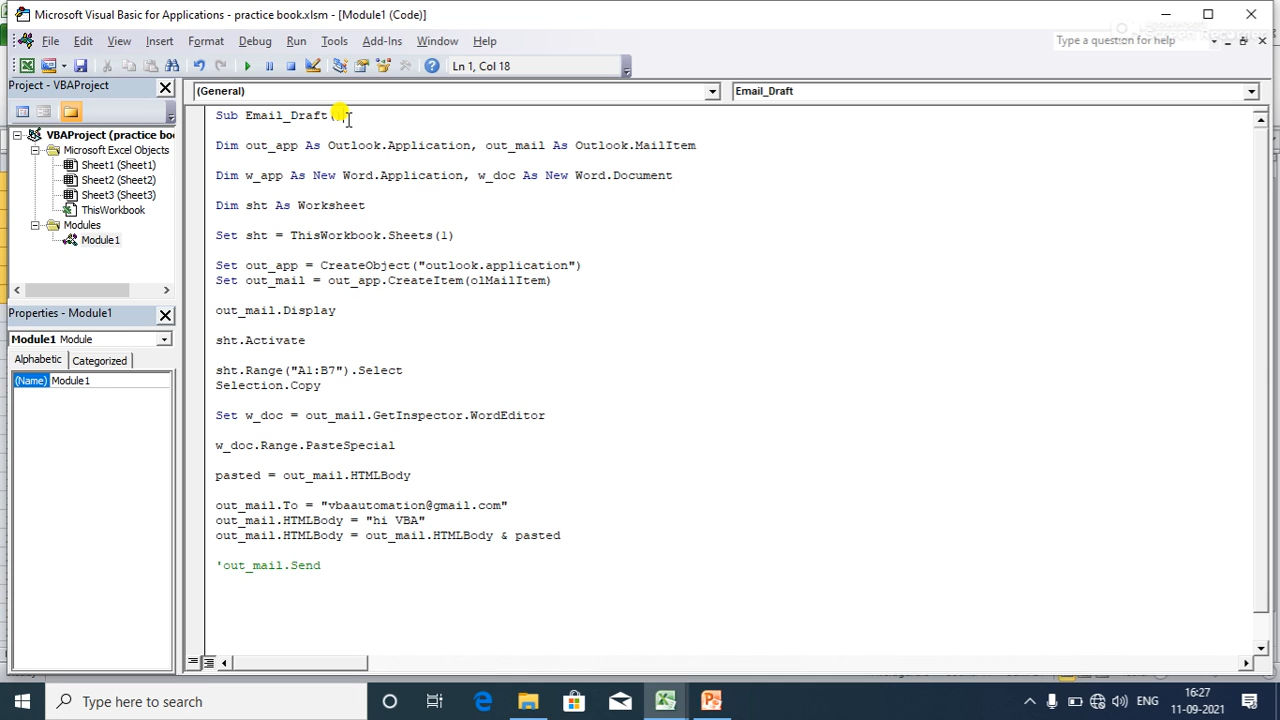 Microsoft Visual Basic for Applications - practice book.xlsm - [Module1 (Code)]
File Edit View Insert Format Debug Run Tools Add-Ins Window Help
Type a question for help
Ln 1, Col 18
Project - VBAProject
(General)
Email_Draft
VBAProject (practice boo
Microsoft Excel Objects
Sheet1 (Sheet1)
Sheet2 (Sheet2)
Sheet3 (Sheet3)
ThisWorkbook
Modules
Module1
Properties - Module1
Module1 Module
Alphabetic Categorized
(Name) Module1
Sub Email_Draft()
Dim out_app As Outlook.Application, out_mail As Outlook.MailItem
Dim w_app As New Word.Application, w_doc As New Word.Document
Dim sht As Worksheet
Set sht = ThisWorkbook.Sheets(1)
Set out_app = CreateObject("outlook.application")
Set out_mail = out_app.CreateItem(olMailItem)
out_mail.Display
sht.Activate
sht.Range("A1:B7").Select
Selection.Copy
Set w_doc = out_mail.GetInspector.WordEditor
w_doc.Range.PasteSpecial
pasted = out_mail.HTMLBody
out_mail.To = "vbaautomation@gmail.com"
out_mail.HTMLBody = "hi VBA"
out_mail.HTMLBody = out_mail.HTMLBody & pasted
'out_mail.Send
Type here to search
ENG
16:27
11-09-2021